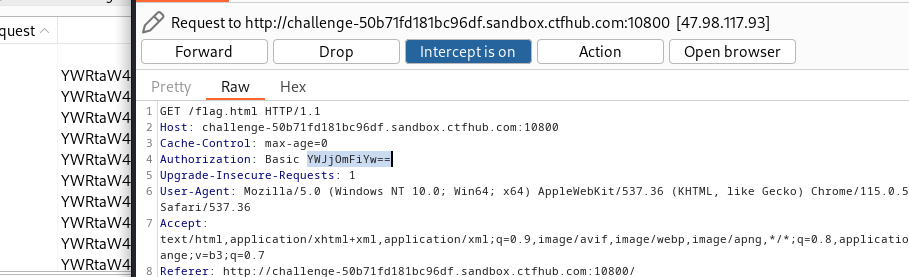 Request to http://challenge-50b71fd181bc96df.sandbox.ctfhub.com:10800 [47.98.117.93]
quest
Forward Drop Intercept is on Action Open browser
Pretty Raw Hex
YWRtaW4
YWRtaW4
YWRtaW4
YWRtaW4
YWRtaW4
YWRtaW4
YWRtaW4
YWRtaW4
YWRtaW4
YWRtaW4
1 GET /flag.html HTTP/1.1
2 Host: challenge-50b71fd181bc96df.sandbox.ctfhub.com:10800
3 Cache-Control: max-age=0
4 Authorization: Basic YWJjOmFiYw==
5 Upgrade-Insecure-Requests: 1
6 User-Agent: Mozilla/5.0 (Windows NT 10.0; Win64; x64) AppleWebKit/537.36 (KHTML, like Gecko) Chrome/115.0.5
Safari/537.36
7 Accept:
text/html,application/xhtml+xml,application/xml;q=0.9,image/avif,image/webp,image/apng,*/*;q=0.8,applicatio
ange;v=b3;q=0.7
8 Referer: http://challenge-50b71fd181bc96df.sandbox.ctfhub.com:10800/